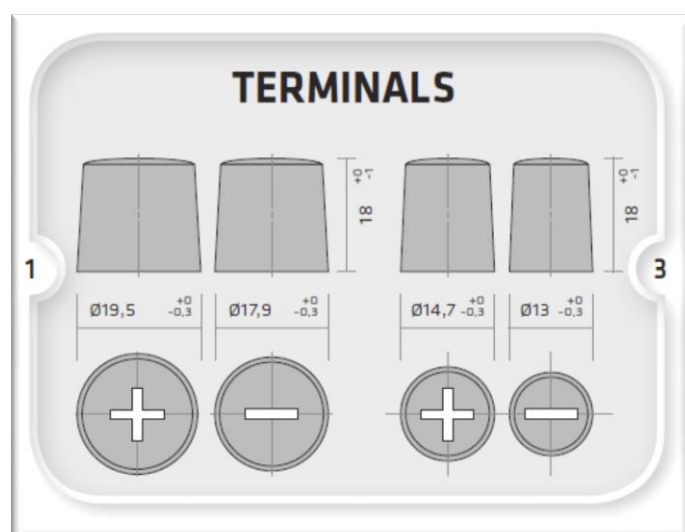 TERMINALS
18 +0 -1
18 +0 -1
1
3
Ø19,5 +0 -0,3
Ø17,9 +0 -0,3
Ø14,7 +0 -0,3
Ø13 +0 -0,3